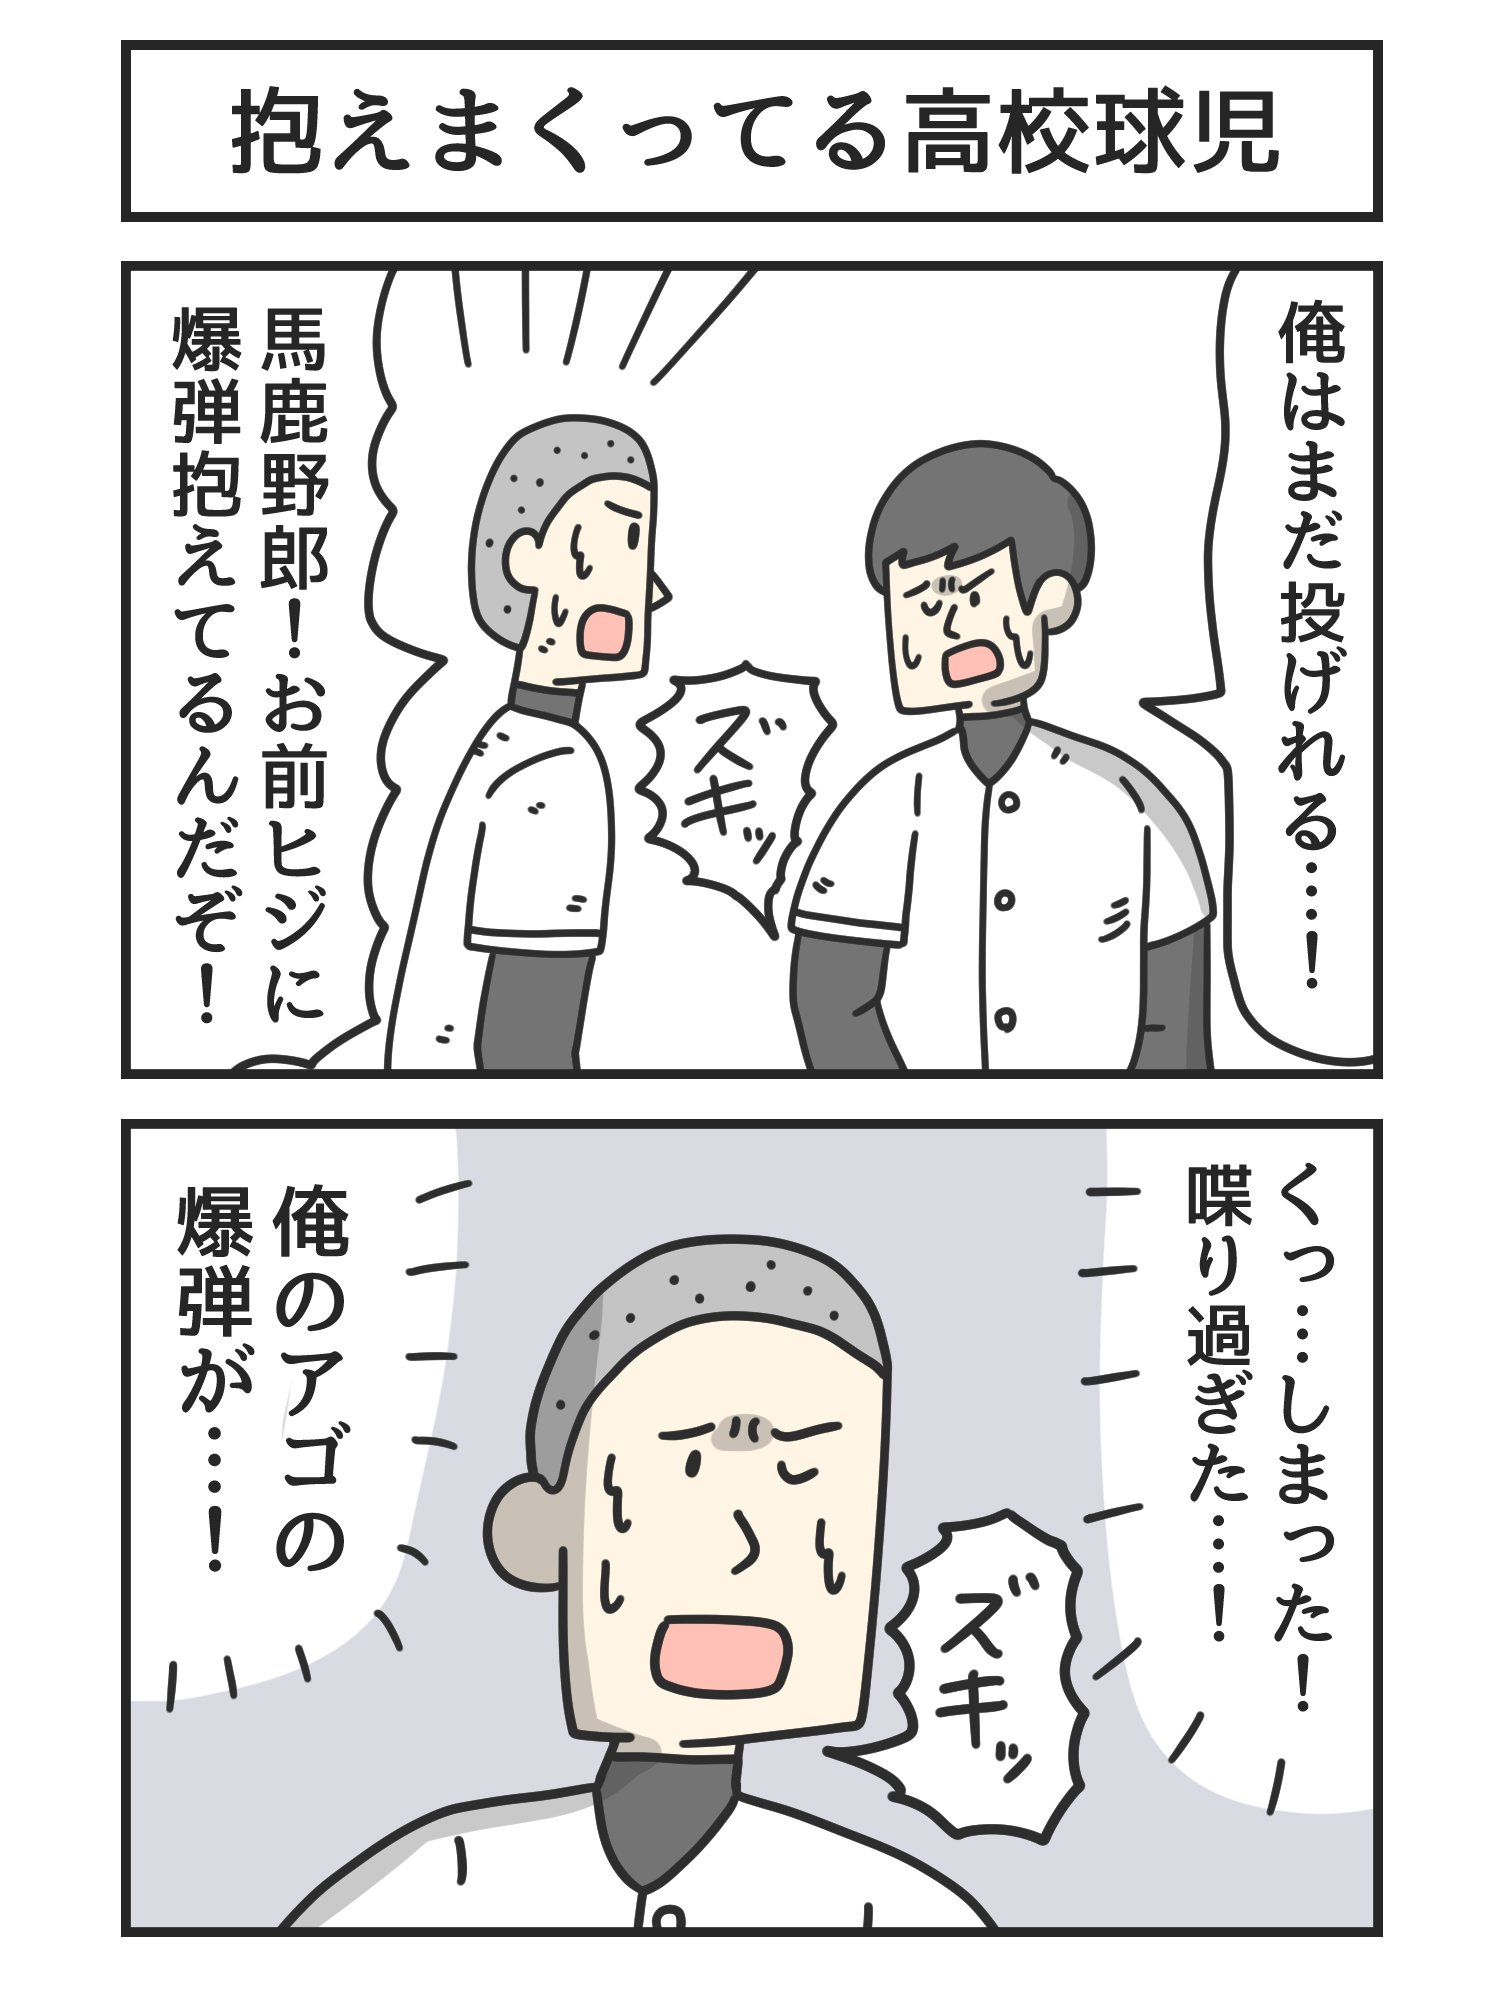 抱えまくってる高校球児
俺はまだ投げれる……！
ズキッ
馬鹿野郎！お前ヒジに
爆弾抱えてるんだぞ！
くっ…しまった！
喋り過ぎた……！
ズキッ
俺のアゴの
爆弾が……！